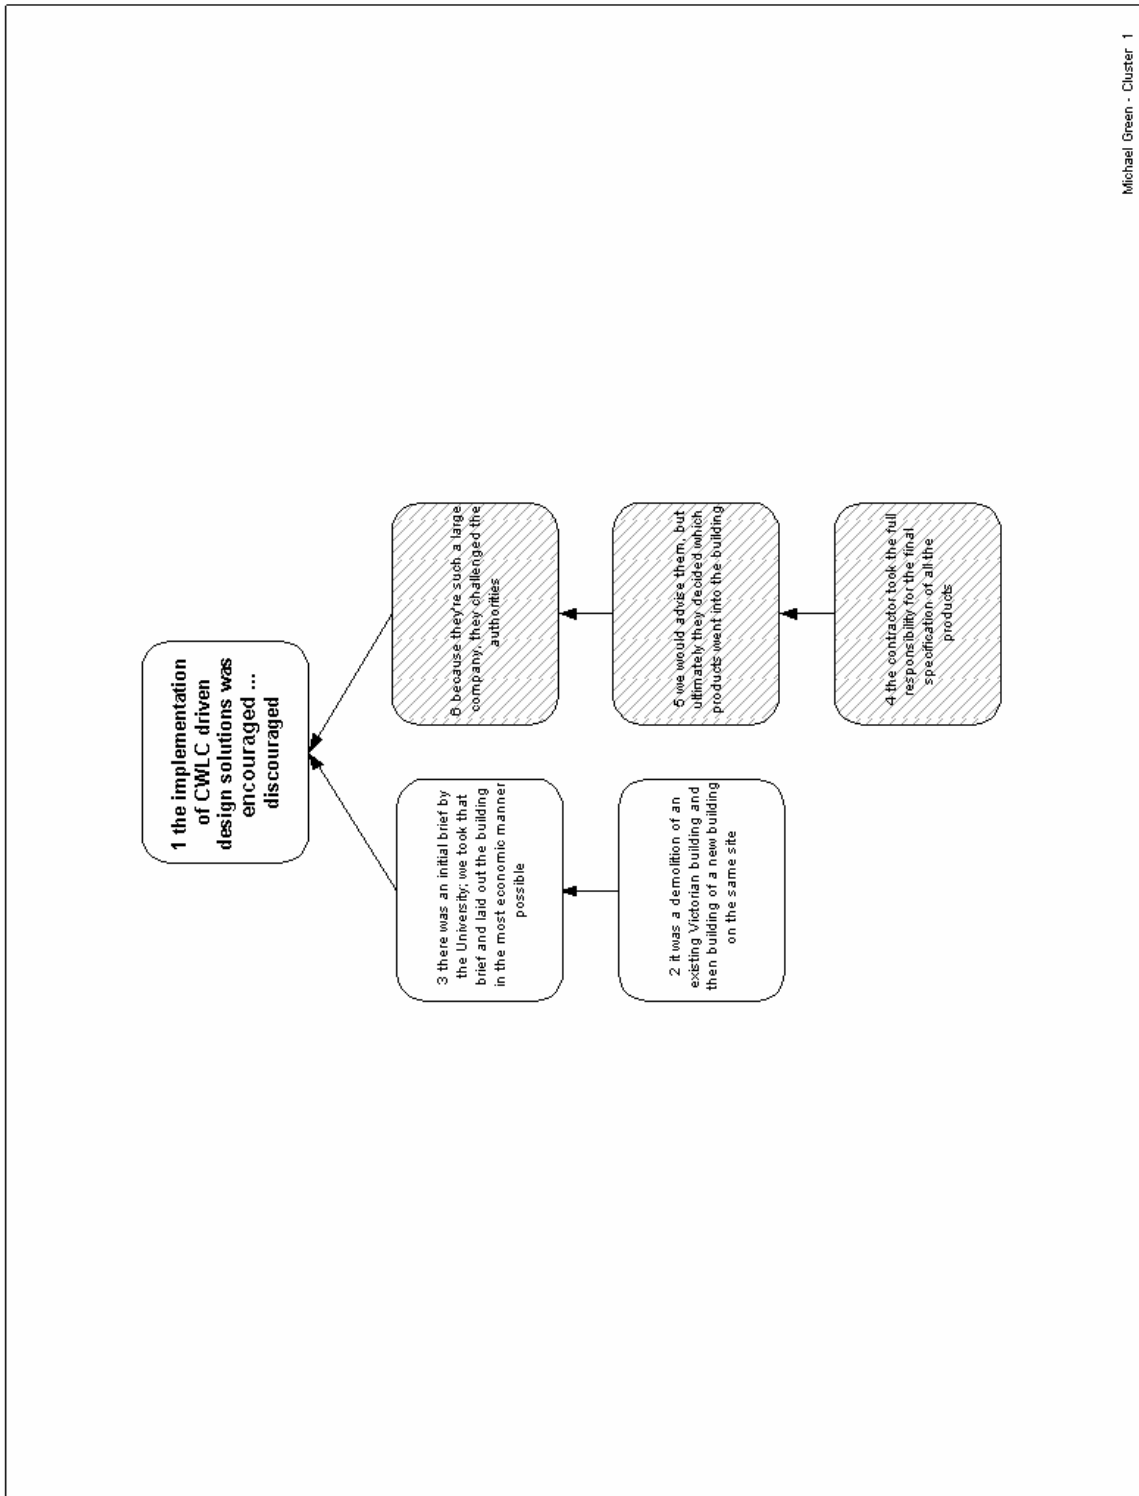 1 the implementation
of CWLC driven
design solutions was
encouraged ...
discouraged
3 there was an initial brief by
the University; we took that
brief and laid out the building
in the most economic manner
possible
6 because they're such a large
company, they challenged the
authorities
2 it was a demolition of an
existing Victorian building and
then building of a new building
on the same site
5 we would advise them, but
ultimately they decided which
products went into the building
4 the contractor took the full
responsibility for the final
specification of all the
products
Michael Green - Cluster 1